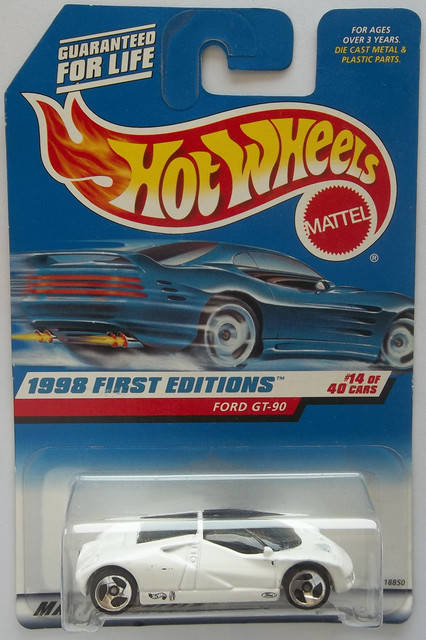 GUARANTEED
FOR LIFE
FOR AGES
OVER 3 YEARS.
DIE CAST METAL &
PLASTIC PARTS.
Hot Wheels
MATTEL
®
1998 FIRST EDITIONS™
#14 OF
40 CARS
FORD GT-90
18850
Ford